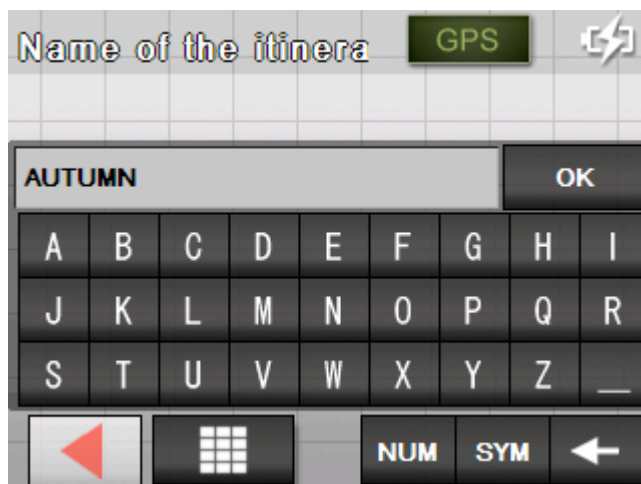 Name of the itinera GPS
AUTUMN OK
A B C D E F G H I
J K L M N O P Q R
S T U V W X Y Z _
NUM SYM